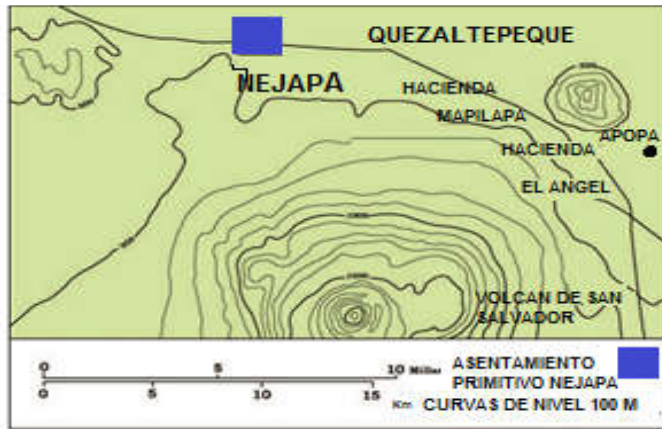 QUEZALTEPEQUE
NEJAPA
HACIENDA
MAPILAPA
APOPA
HACIENDA
EL ANGEL
VOLCAN DE SAN
SALVADOR
0 5 10 Millas
0 5 10 15 Km
ASENTAMIENTO
PRIMITIVO NEJAPA
CURVAS DE NIVEL 100 M